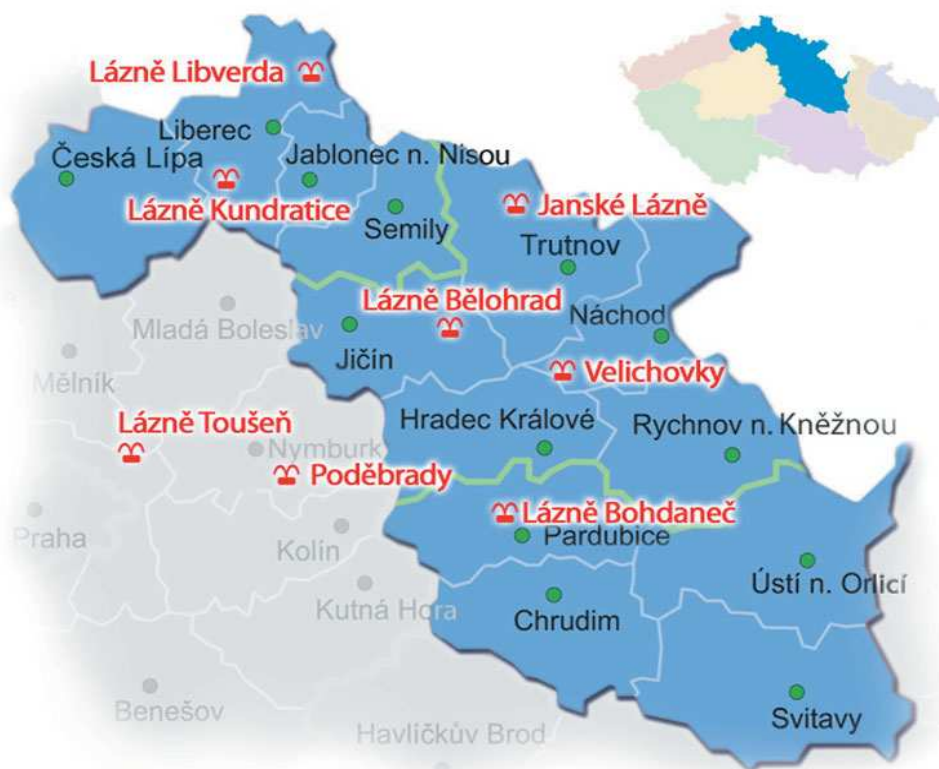 Lázně Libverda
Liberec
Česká Lípa
Jablonec n. Nisou
Lázně Kundratice
Janské Lázně
Semily
Trutnov
Lázně Bělohrad
Mladá Boleslav
Náchod
Jičín
Mělník
Velichovky
Lázně Toušeň
Hradec Králové
Rychnov n. Kněžnou
Nymburk
Poděbrady
Lázně Bohdaneč
Praha
Kolín
Pardubice
Ústí n. Orlicí
Kutná Hora
Chrudim
Benešov
Svitavy
Havlíčkův Brod